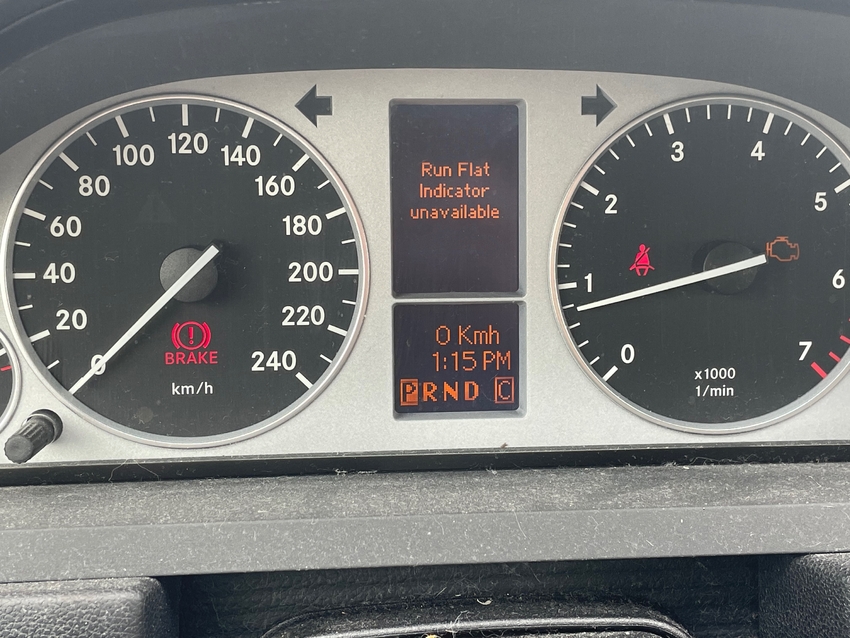 0
20
40
60
80
100
120
140
160
180
200
220
240
BRAKE
km/h
Run Flat
Indicator
unavailable
0 Kmh
1:15 PM
PRND C
0
1
2
3
4
5
6
7
x1000
1/min